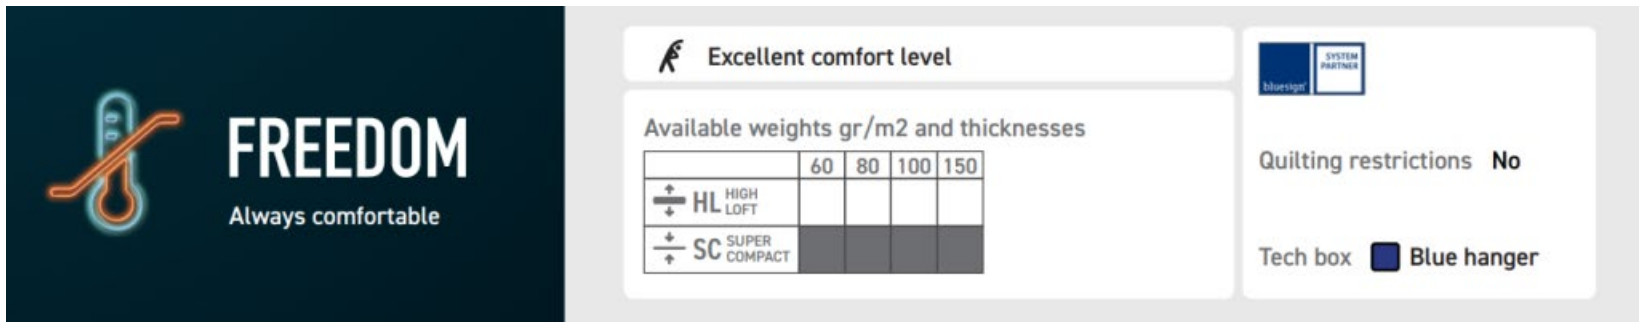 FREEDOM
Always comfortable
Excellent comfort level
Available weights gr/m2 and thicknesses
60 80 100 150
HL HIGH LOFT
SC SUPER COMPACT
bluesign®
SYSTEM PARTNER
Quilting restrictions No
Tech box Blue hanger